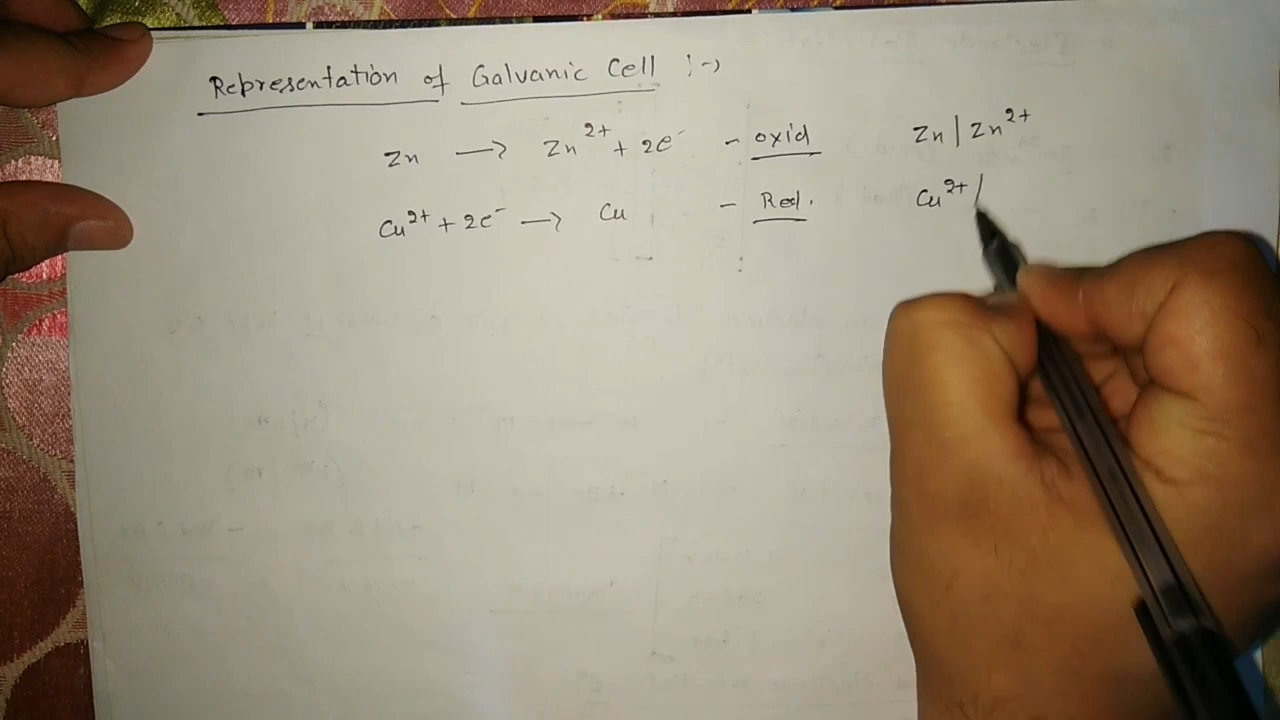 Representation of Galvanic Cell :->
Zn → Zn²⁺ + 2e⁻ - oxid Zn | Zn²⁺
Cu²⁺ + 2e⁻ → Cu - Red. Cu²⁺ |